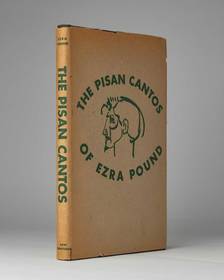 THE PISAN CANTOS
OF EZRA POUND
THE PISAN CANTOS